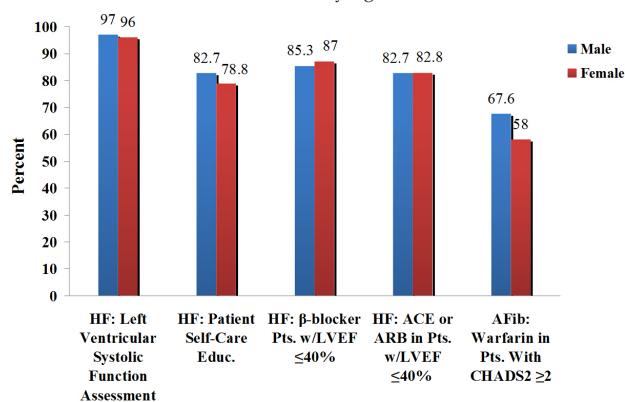 97 96
82.7
78.8
85.3 87
82.7 82.8
67.6
58
Male
Female
Percent
100
90
80
70
60
50
40
30
20
10
0
HF: Left
Ventricular
Systolic
Function
Assessment
HF: Patient
Self-Care
Educ.
HF: β-blocker
Pts. w/LVEF
≤40%
HF: ACE or
ARB in Pts.
w/LVEF
≤40%
AFib:
Warfarin in
Pts. With
CHADS2 ≥2